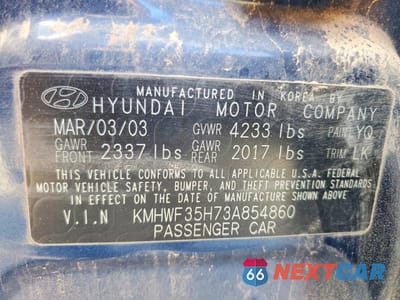 MANUFACTURED IN KOREA BY
HYUNDAI MOTOR COMPANY
MAR/03/03 GVWR 4233 lbs PAINT YQ
GAWR FRONT 2337 lbs GAWR REAR 2017 lbs TRIM LK
THIS VEHICLE CONFORMS TO ALL APPLICABLE U.S.A. FEDERAL
MOTOR VEHICLE SAFETY, BUMPER, AND THEFT PREVENTION STANDARDS
IN EFFECT ON THE DATE OF MANUFACTURE SHOWN ABOVE
V.I.N KMHWF35H73A854860
PASSENGER CAR
66 NEXTCAR